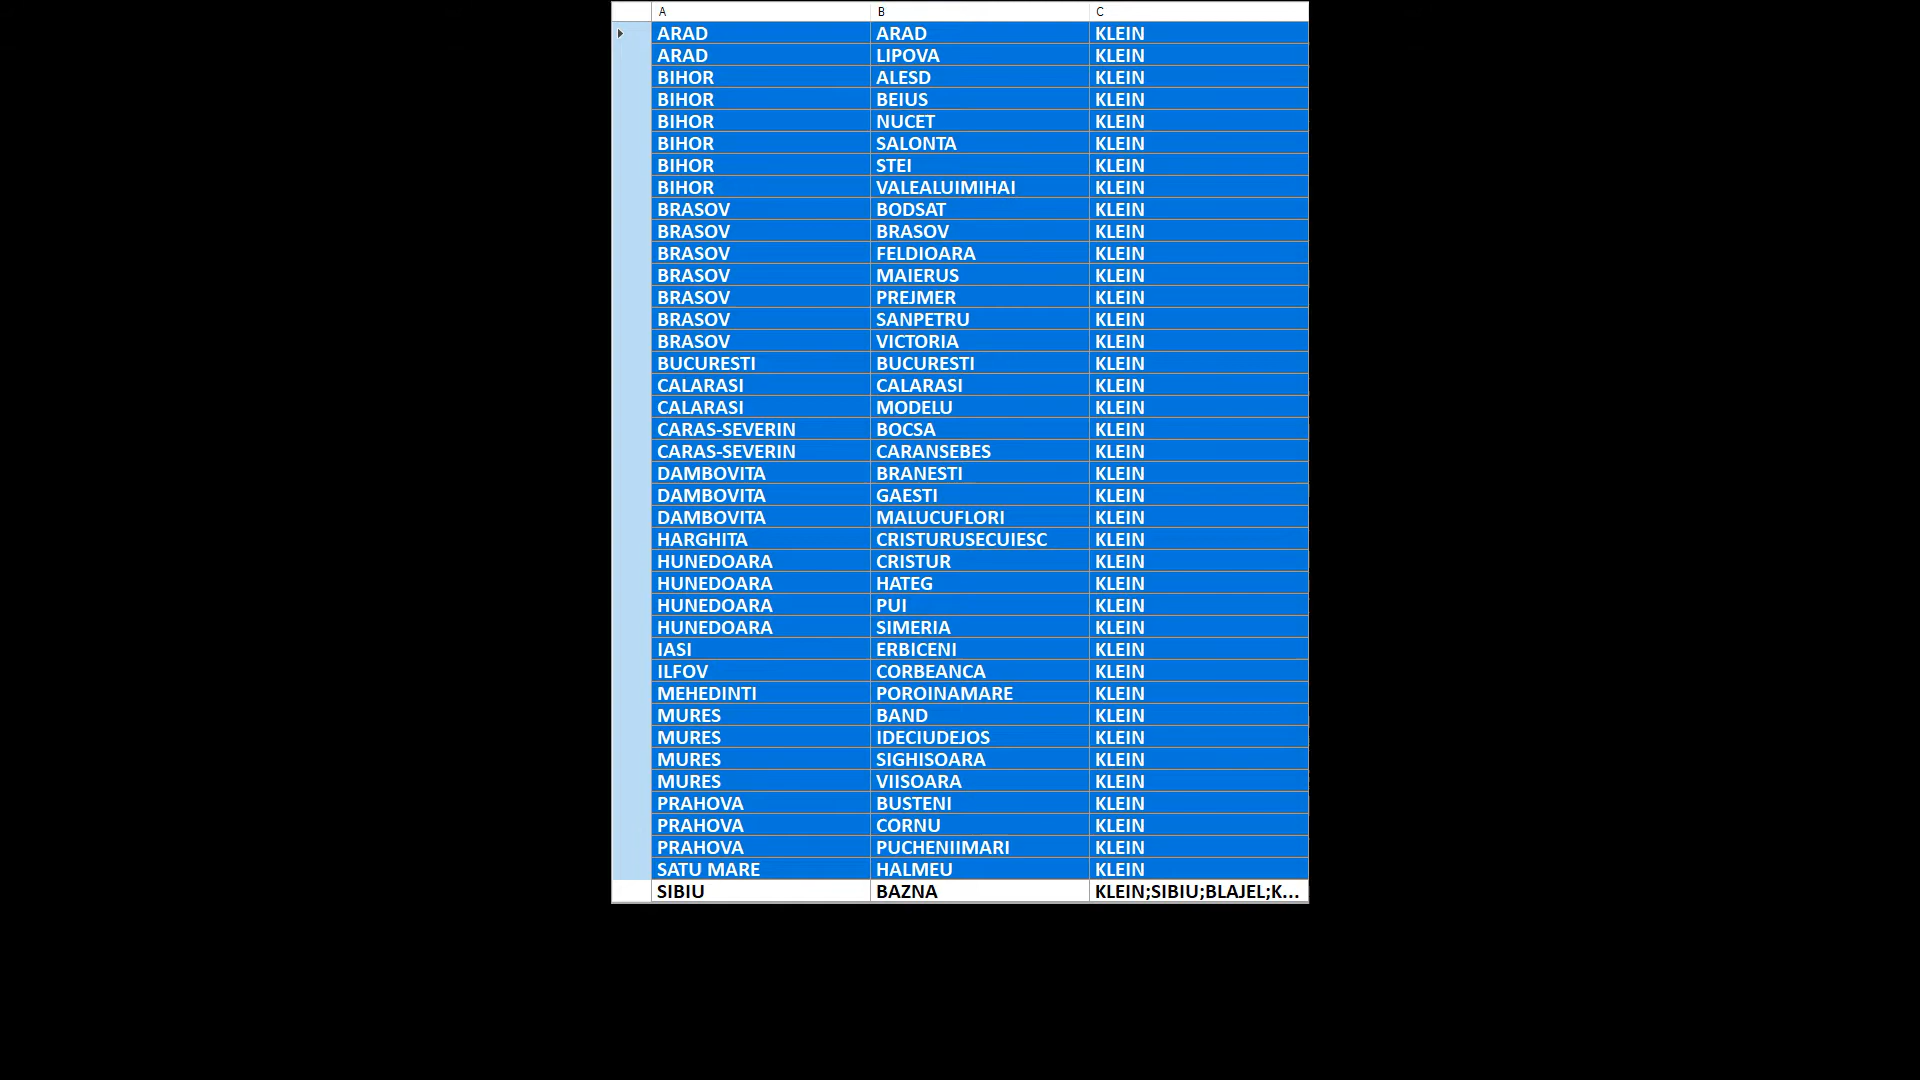 A B C
ARAD ARAD KLEIN
ARAD LIPOVA KLEIN
BIHOR ALESD KLEIN
BIHOR BEIUS KLEIN
BIHOR NUCET KLEIN
BIHOR SALONTA KLEIN
BIHOR STEI KLEIN
BIHOR VALEALUIMIHAI KLEIN
BRASOV BODSAT KLEIN
BRASOV BRASOV KLEIN
BRASOV FELDIOARA KLEIN
BRASOV MAIERUS KLEIN
BRASOV PREJMER KLEIN
BRASOV SANPETRU KLEIN
BRASOV VICTORIA KLEIN
BUCURESTI BUCURESTI KLEIN
CALARASI CALARASI KLEIN
CALARASI MODELU KLEIN
CARAS-SEVERIN BOCSA KLEIN
CARAS-SEVERIN CARANSEBES KLEIN
DAMBOVITA BRANESTI KLEIN
DAMBOVITA GAESTI KLEIN
DAMBOVITA MALUCUFLORI KLEIN
HARGHITA CRISTURUSECUIESC KLEIN
HUNEDOARA CRISTUR KLEIN
HUNEDOARA HATEG KLEIN
HUNEDOARA PUI KLEIN
HUNEDOARA SIMERIA KLEIN
IASI ERBICENI KLEIN
ILFOV CORBEANCA KLEIN
MEHEDINTI POROINAMARE KLEIN
MURES BAND KLEIN
MURES IDECIUDEJOS KLEIN
MURES SIGHISOARA KLEIN
MURES VIISOARA KLEIN
PRAHOVA BUSTENI KLEIN
PRAHOVA CORNU KLEIN
PRAHOVA PUCHENIIMARI KLEIN
SATU MARE HALMEU KLEIN
SIBIU BAZNA KLEIN;SIBIU;BLAJEL;K...